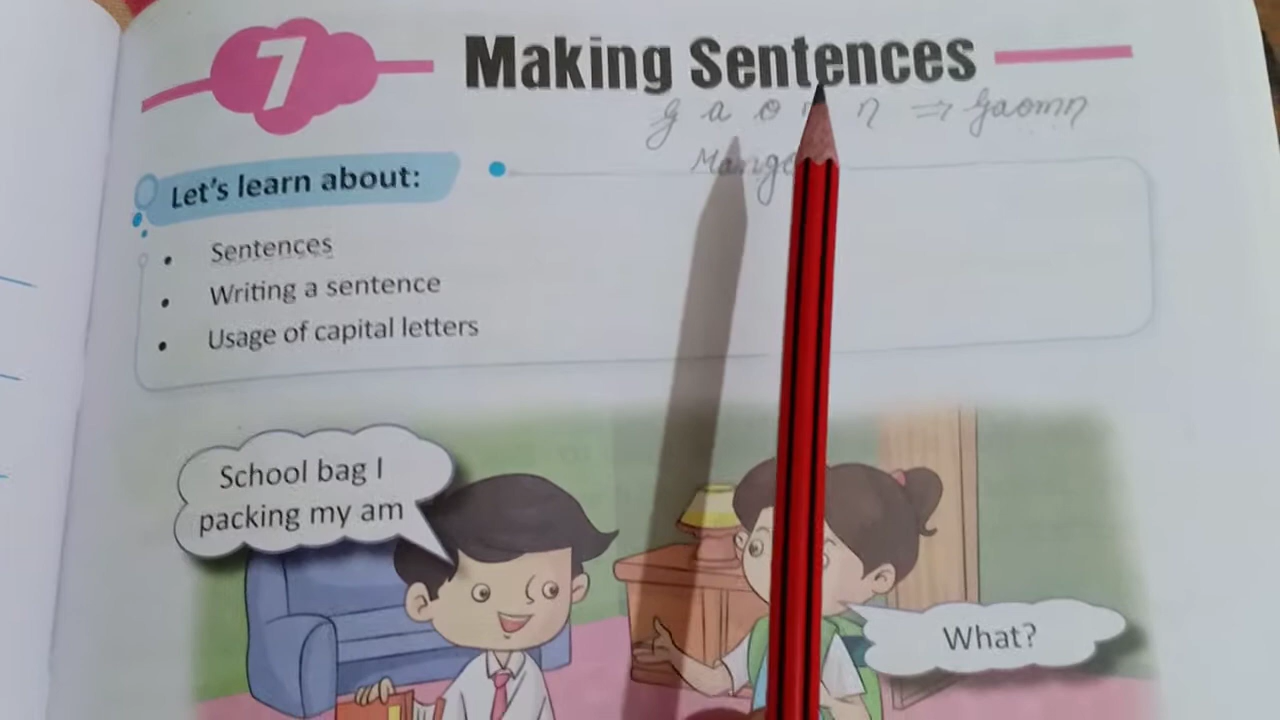 7 Making Sentences
g a o n ⇒ gaomn
Let's learn about:
• Sentences
• Writing a sentence
• Usage of capital letters
School bag I
packing my am
What?